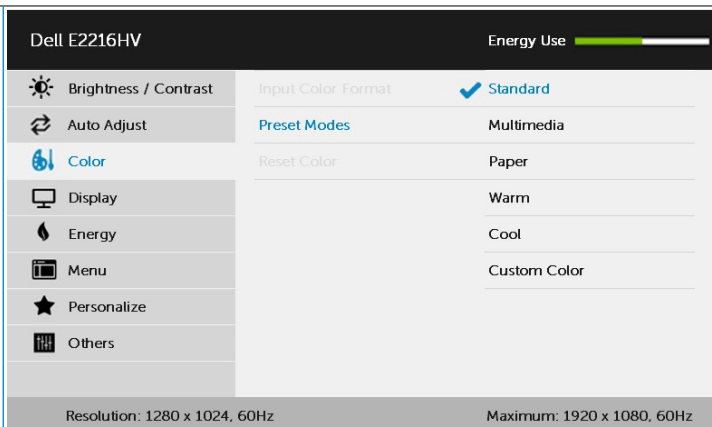 Dell E2216HV
Energy Use
Brightness / Contrast
Input Color Format
Standard
Auto Adjust
Preset Modes
Multimedia
Color
Reset Color
Paper
Display
Warm
Energy
Cool
Menu
Custom Color
Personalize
Others
Resolution: 1280 x 1024, 60Hz
Maximum: 1920 x 1080, 60Hz